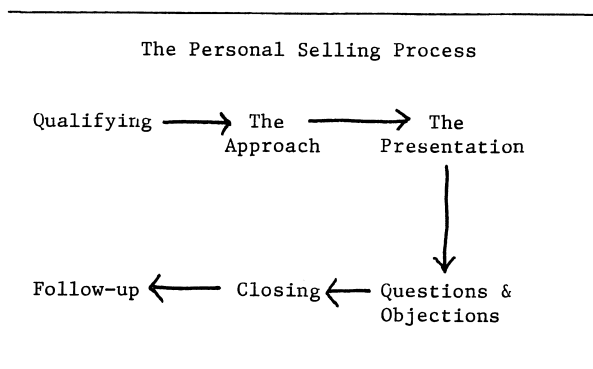 The Personal Selling Process
Qualifying
The
Approach
The
Presentation
Questions &
Objections
Closing
Follow-up